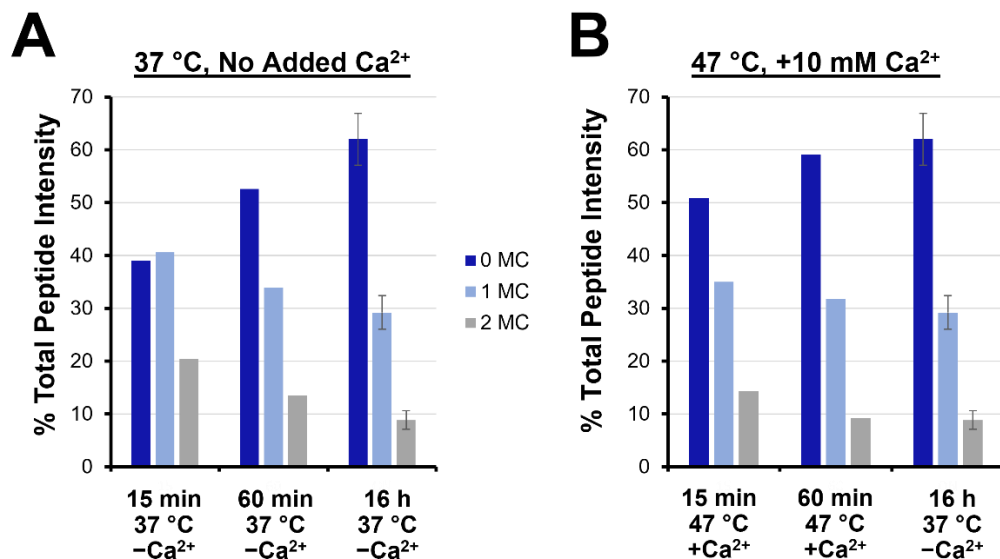 A
37 °C, No Added Ca²⁺
% Total Peptide Intensity
70
60
50
40
30
20
10
0
15 min
37 °C
−Ca²⁺
60 min
37 °C
−Ca²⁺
16 h
37 °C
−Ca²⁺
0 MC
1 MC
2 MC
B
47 °C, +10 mM Ca²⁺
% Total Peptide Intensity
70
60
50
40
30
20
10
0
15 min
47 °C
+Ca²⁺
60 min
47 °C
+Ca²⁺
16 h
37 °C
−Ca²⁺